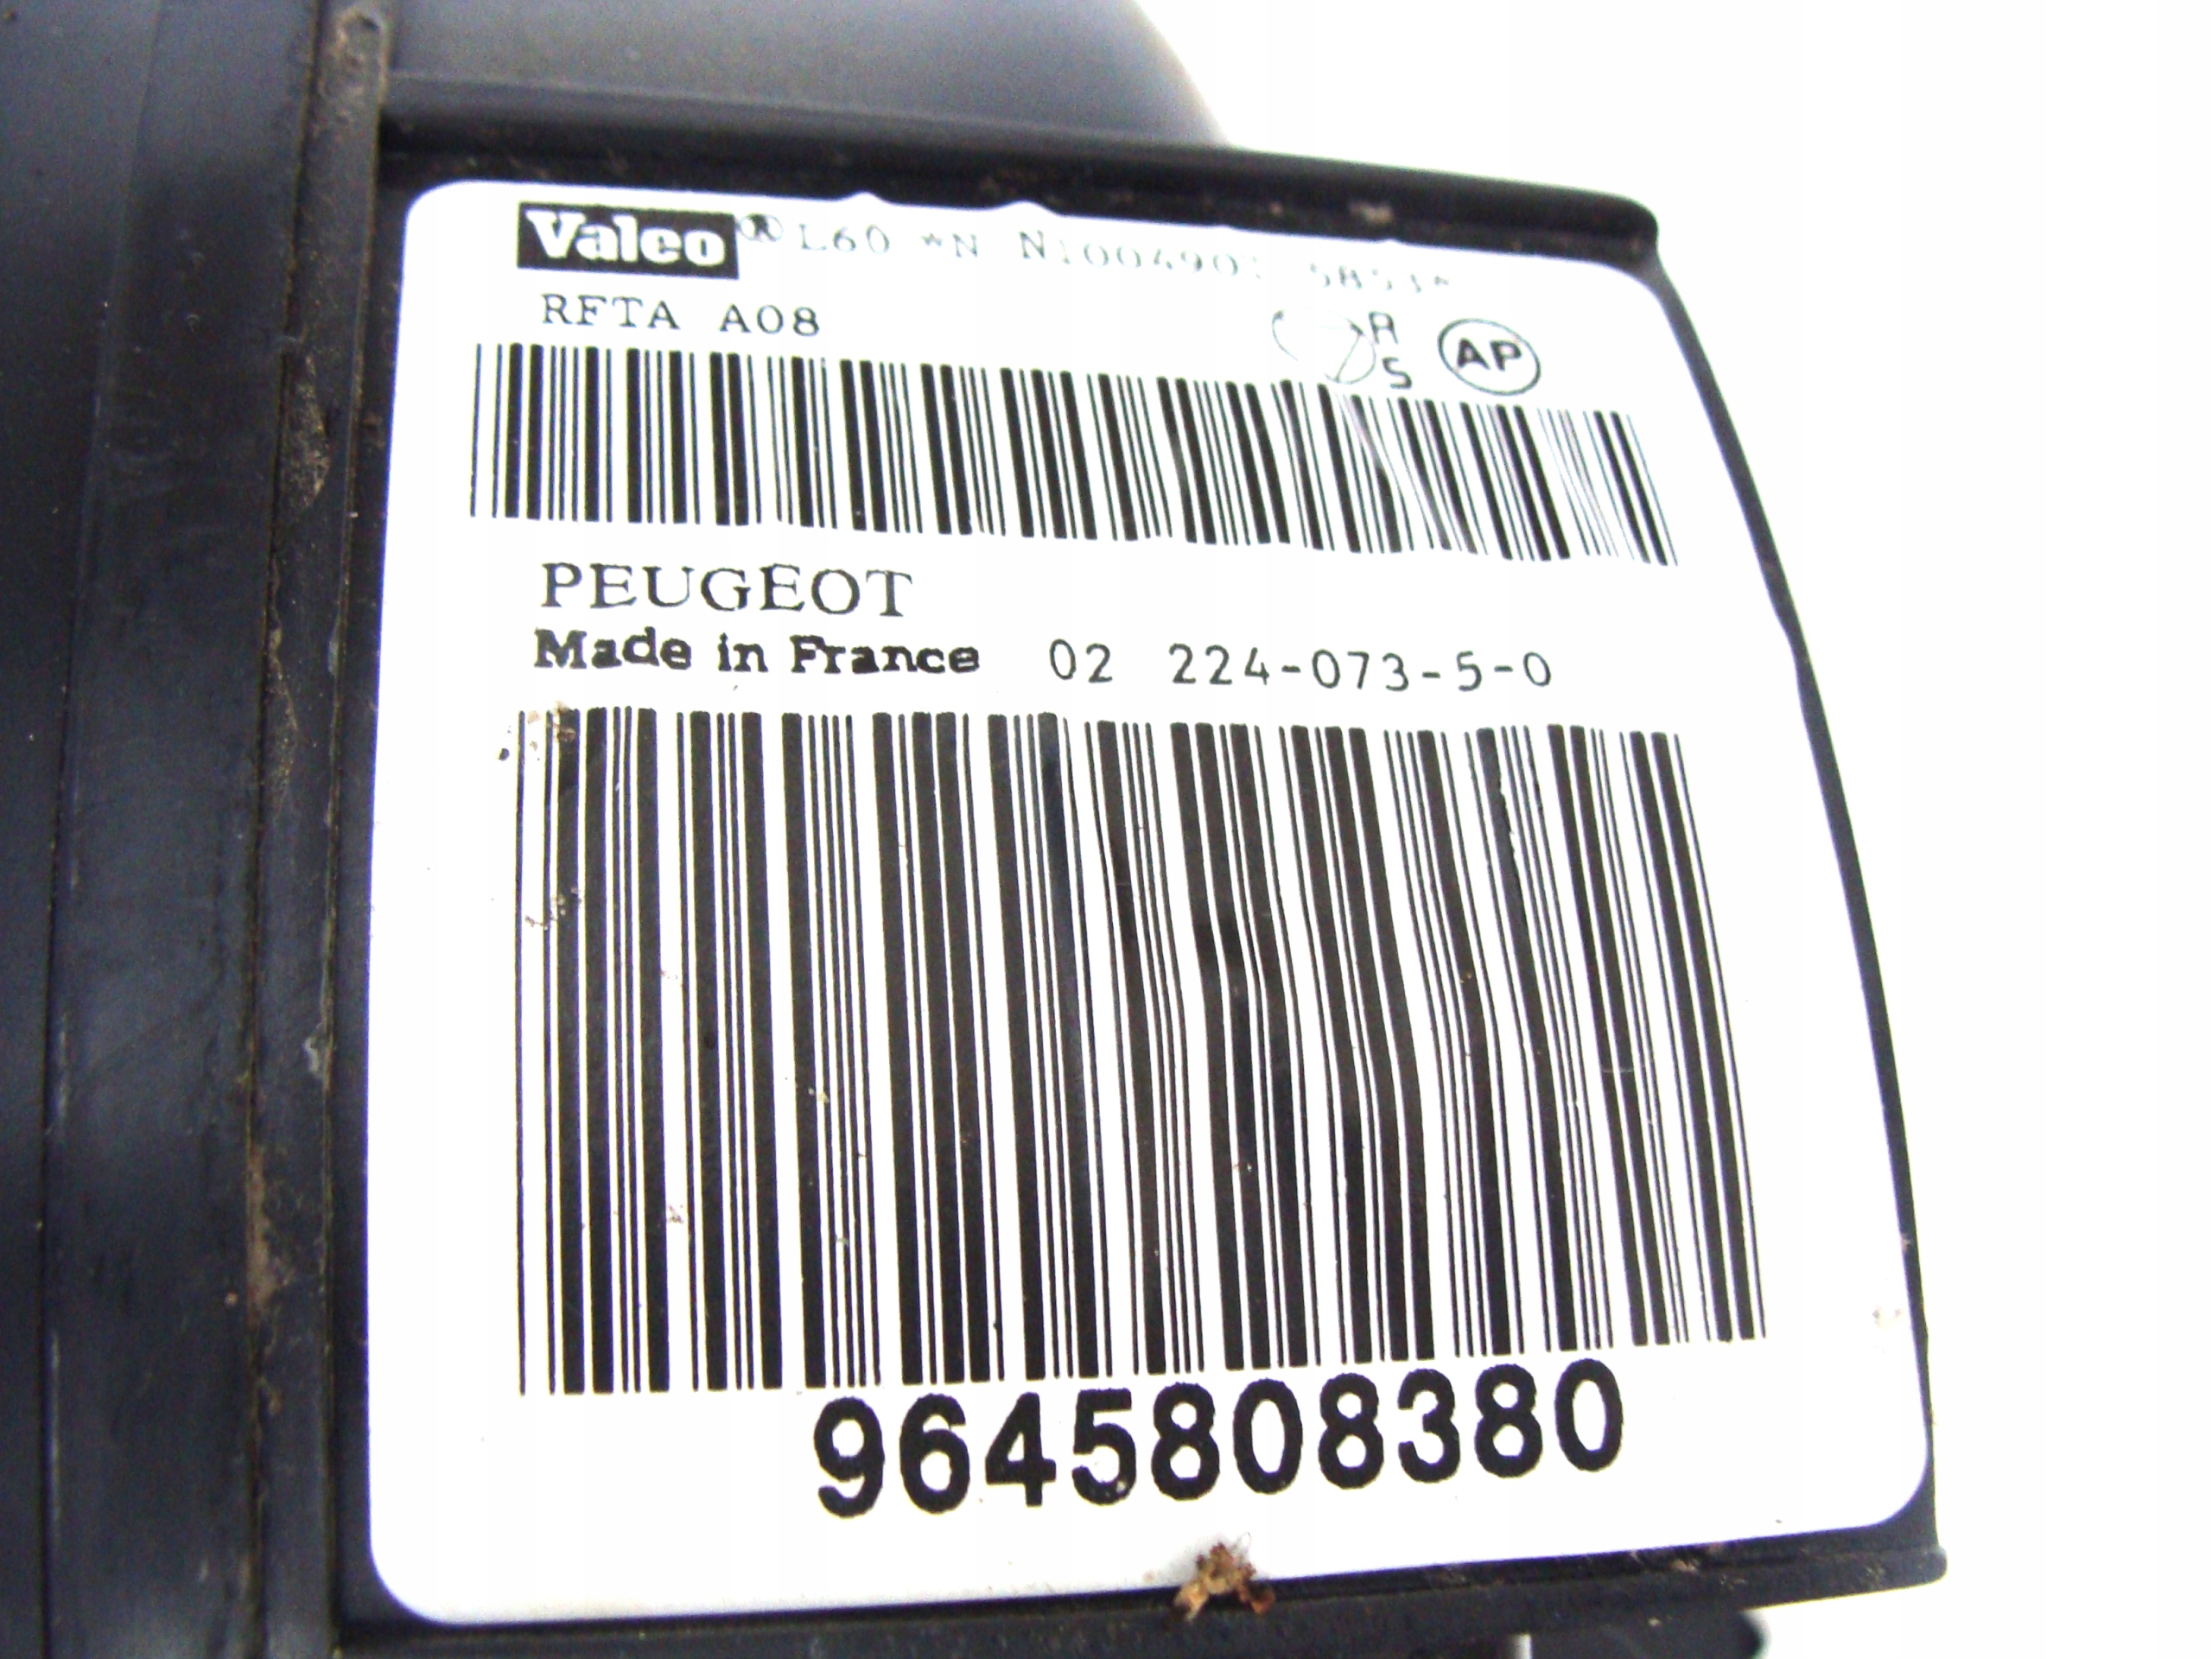 Valeo® L60 *N
RFTA A08
R
S
AP
PEUGEOT
Made in France 02 224-073-5-0
9645808380